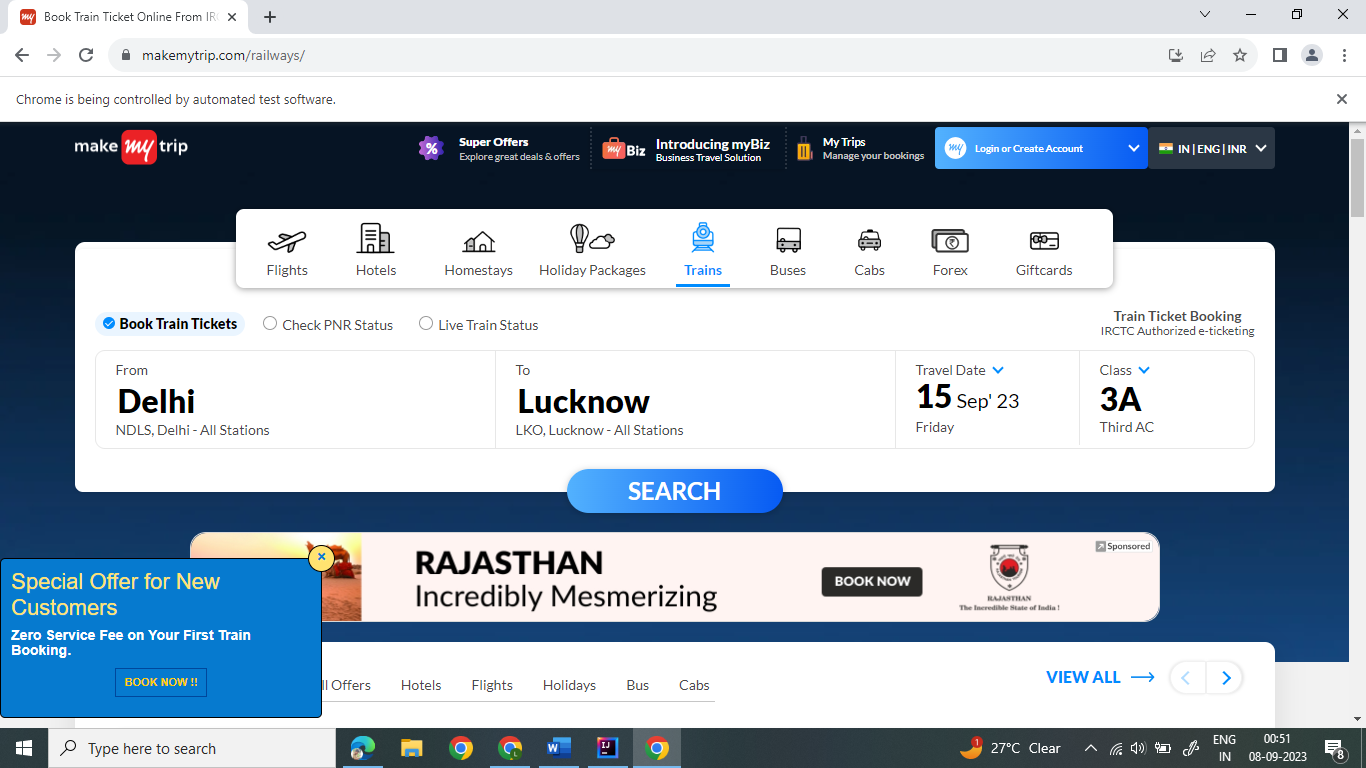 Book Train Ticket Online From IRC
makemytrip.com/railways/
Chrome is being controlled by automated test software.
make my trip
% Super Offers
Explore great deals & offers
my Biz Introducing myBiz
Business Travel Solution
My Trips
Manage your bookings
my Login or Create Account
IN | ENG | INR
Flights Hotels Homestays Holiday Packages Trains Buses Cabs Forex Giftcards
Book Train Tickets Check PNR Status Live Train Status
Train Ticket Booking
IRCTC Authorized e-ticketing
From
Delhi
NDLS, Delhi - All Stations
To
Lucknow
LKO, Lucknow - All Stations
Travel Date
15 Sep' 23
Friday
Class
3A
Third AC
SEARCH
RAJASTHAN
Incredibly Mesmerizing
BOOK NOW
RAJASTHAN
The Incredible State of India !
Sponsored
Special Offer for New
Customers
Zero Service Fee on Your First Train
Booking.
BOOK NOW !!
ll Offers Hotels Flights Holidays Bus Cabs
VIEW ALL
Type here to search
1
27°C Clear
ENG
IN
00:51
08-09-2023
8